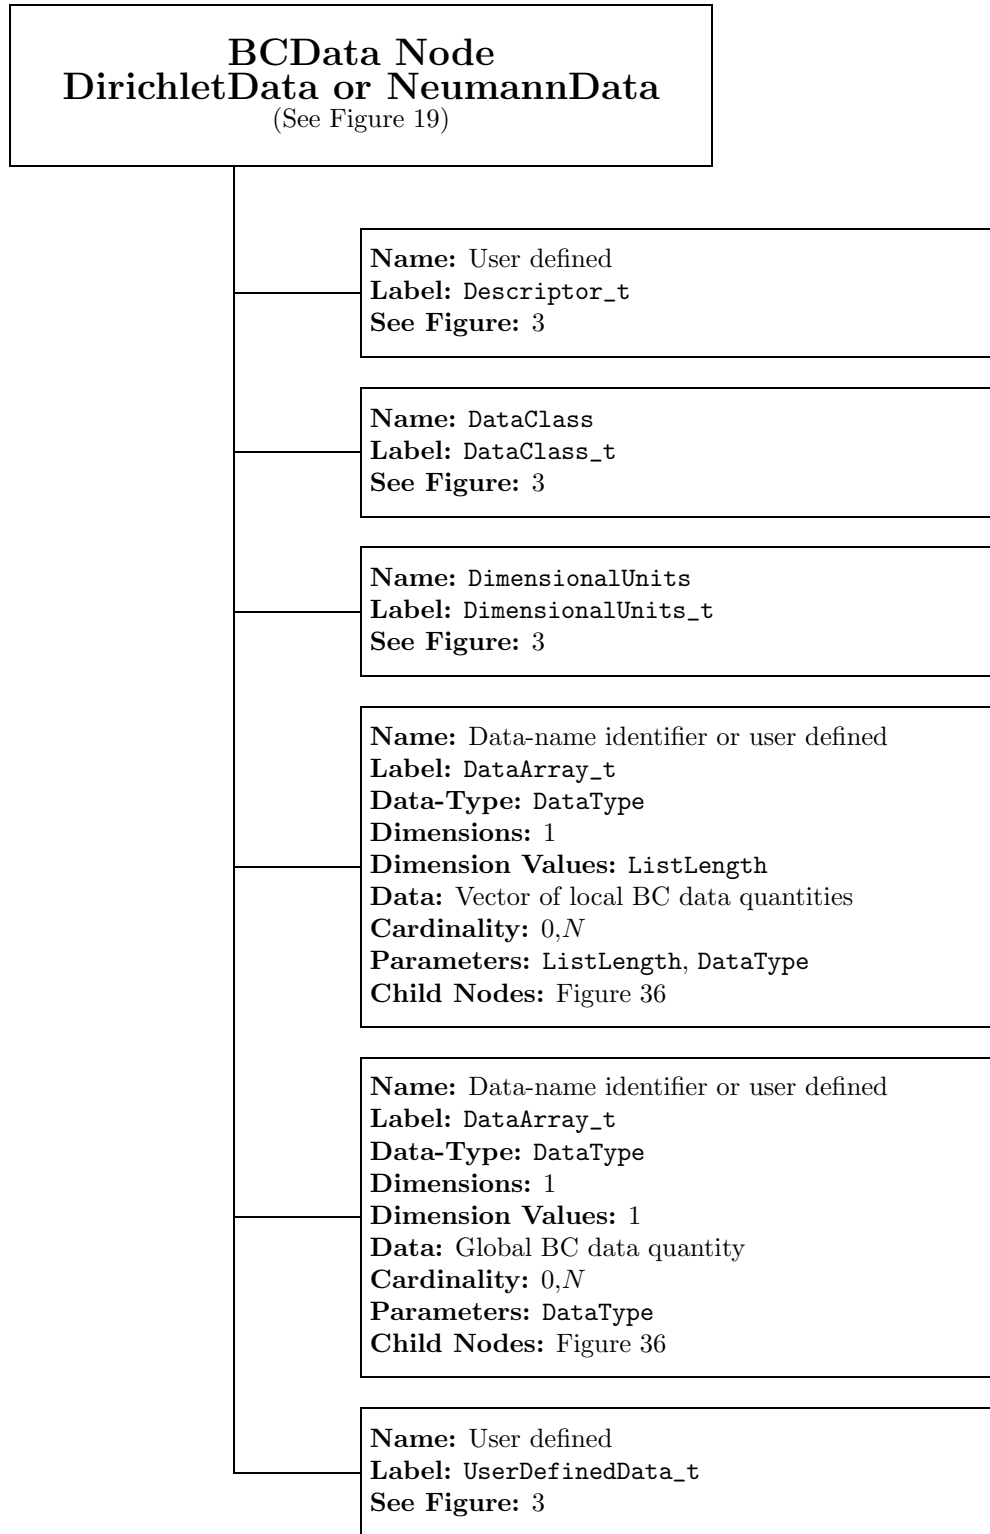 BCData Node
DirichletData or NeumannData
(See Figure 19)
Name: User defined
Label: Descriptor_t
See Figure: 3
Name: DataClass
Label: DataClass_t
See Figure: 3
Name: DimensionalUnits
Label: DimensionalUnits_t
See Figure: 3
Name: Data-name identifier or user defined
Label: DataArray_t
Data-Type: DataType
Dimensions: 1
Dimension Values: ListLength
Data: Vector of local BC data quantities
Cardinality: 0,N
Parameters: ListLength, DataType
Child Nodes: Figure 36
Name: Data-name identifier or user defined
Label: DataArray_t
Data-Type: DataType
Dimensions: 1
Dimension Values: 1
Data: Global BC data quantity
Cardinality: 0,N
Parameters: DataType
Child Nodes: Figure 36
Name: User defined
Label: UserDefinedData_t
See Figure: 3